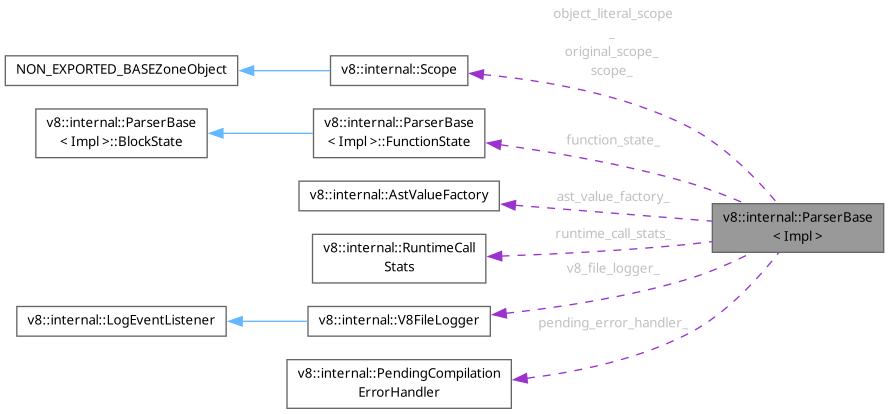 object_literal_scope
_
original_scope_
scope_
NON_EXPORTED_BASEZoneObject
v8::internal::Scope
v8::internal::ParserBase
< Impl >::BlockState
v8::internal::ParserBase
< Impl >::FunctionState
function_state_
v8::internal::AstValueFactory
ast_value_factory_
v8::internal::ParserBase
< Impl >
v8::internal::RuntimeCall
Stats
runtime_call_stats_
v8_file_logger_
v8::internal::LogEventListener
v8::internal::V8FileLogger
pending_error_handler_
v8::internal::PendingCompilation
ErrorHandler